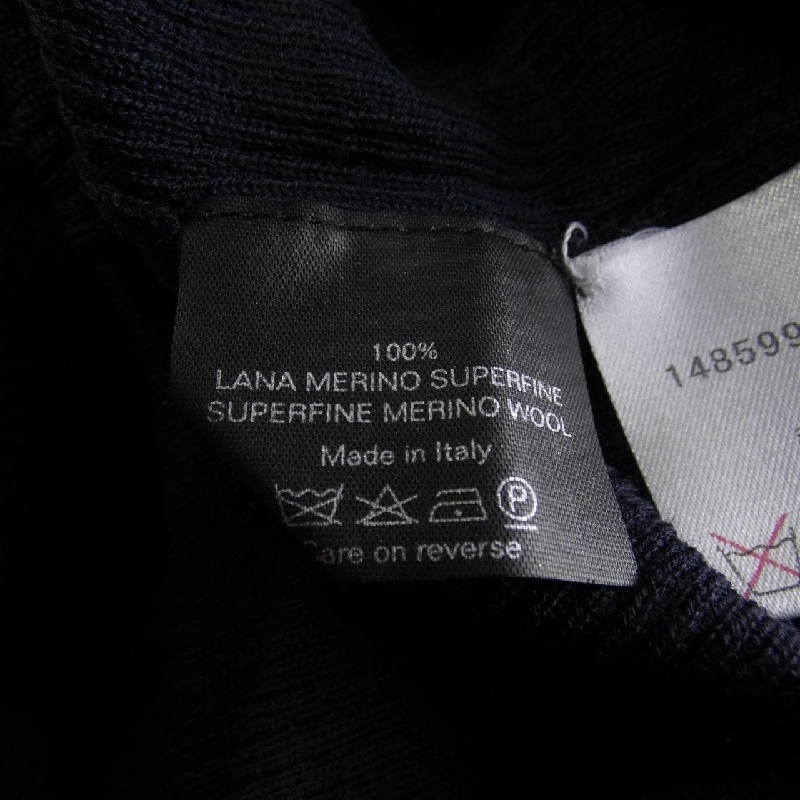 100%
LANA MERINO SUPERFINE
SUPERFINE MERINO WOOL
Made in Italy
P
Care on reverse
148599